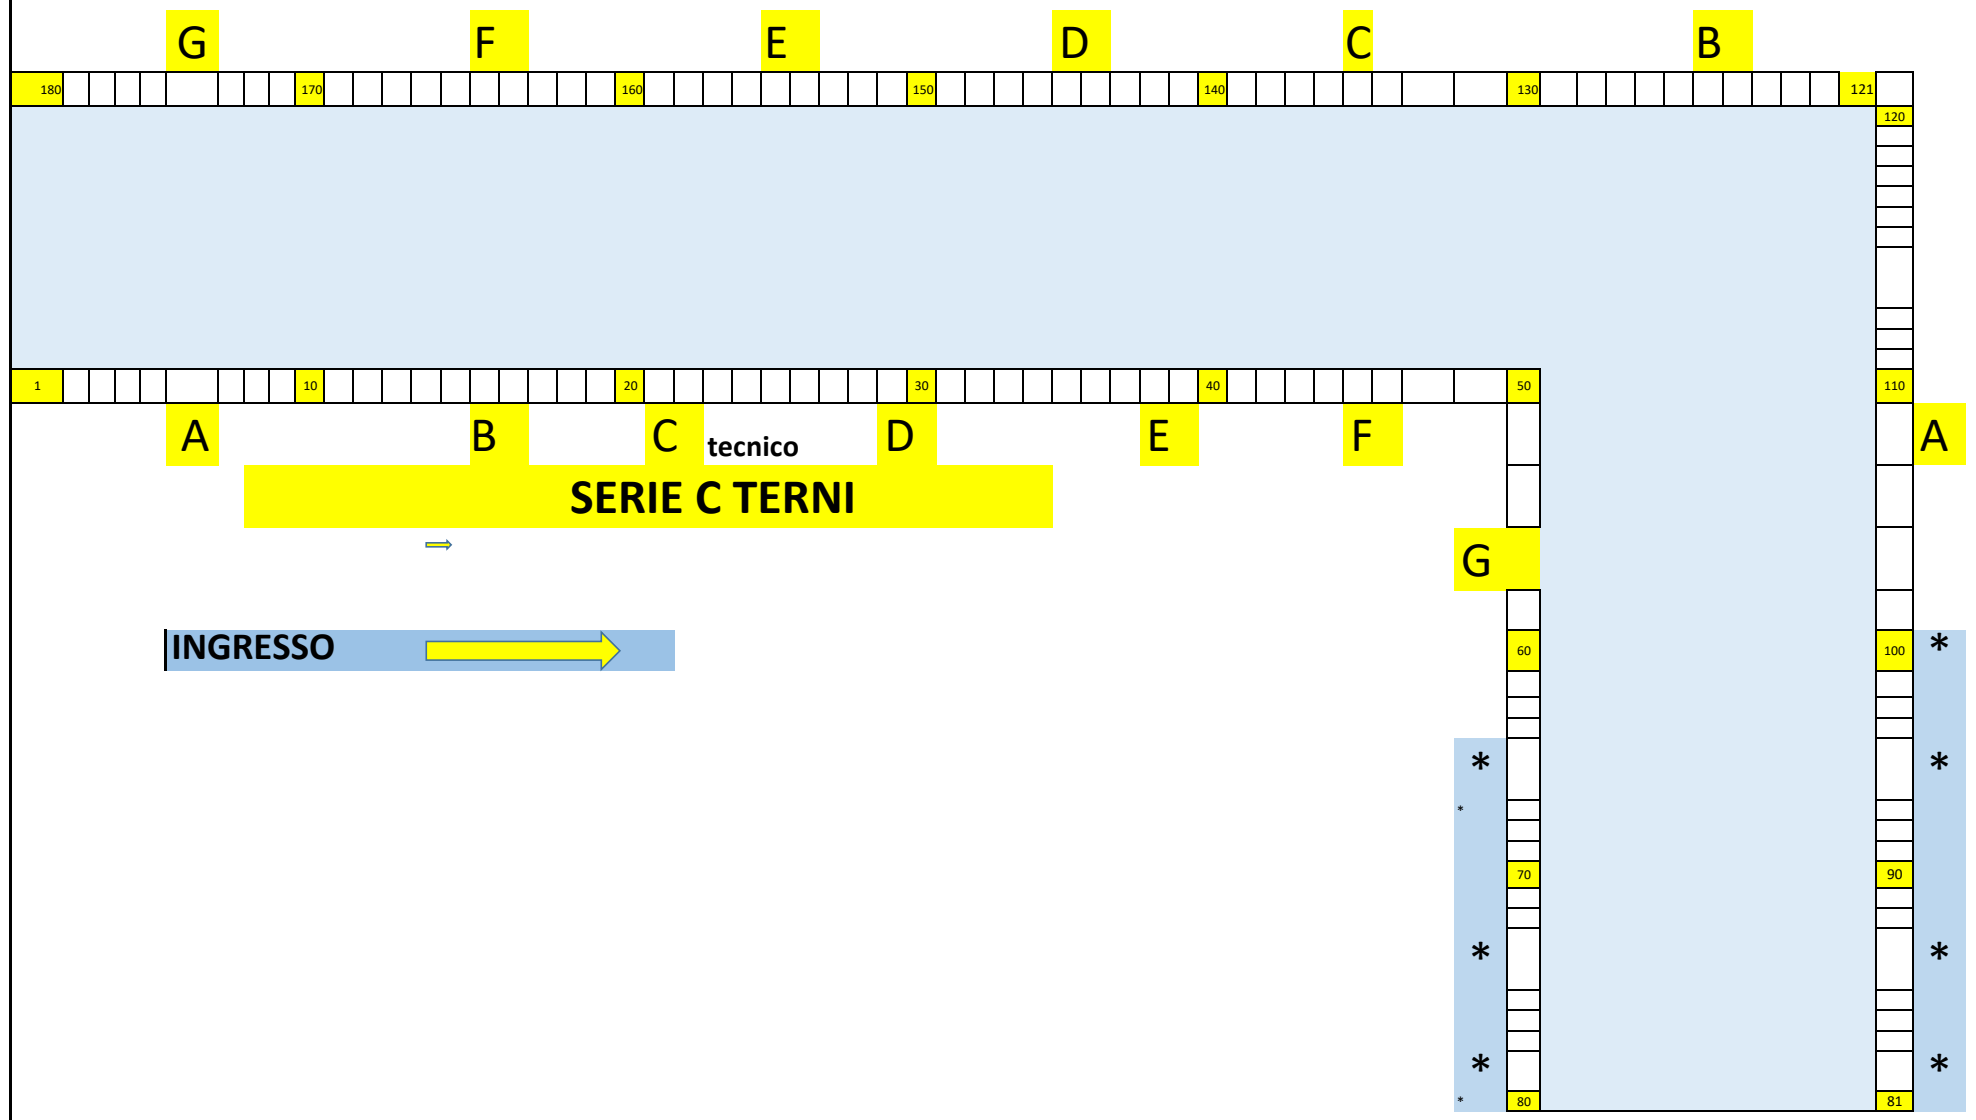 G F E D C B
180 170 160 150 140 130 121
120
1 10 20 30 40 50 110
A B C tecnico D E F A
SERIE C TERNI
G
INGRESSO 60 100 *
* *
*
70 90
* *
* *
* 80 81